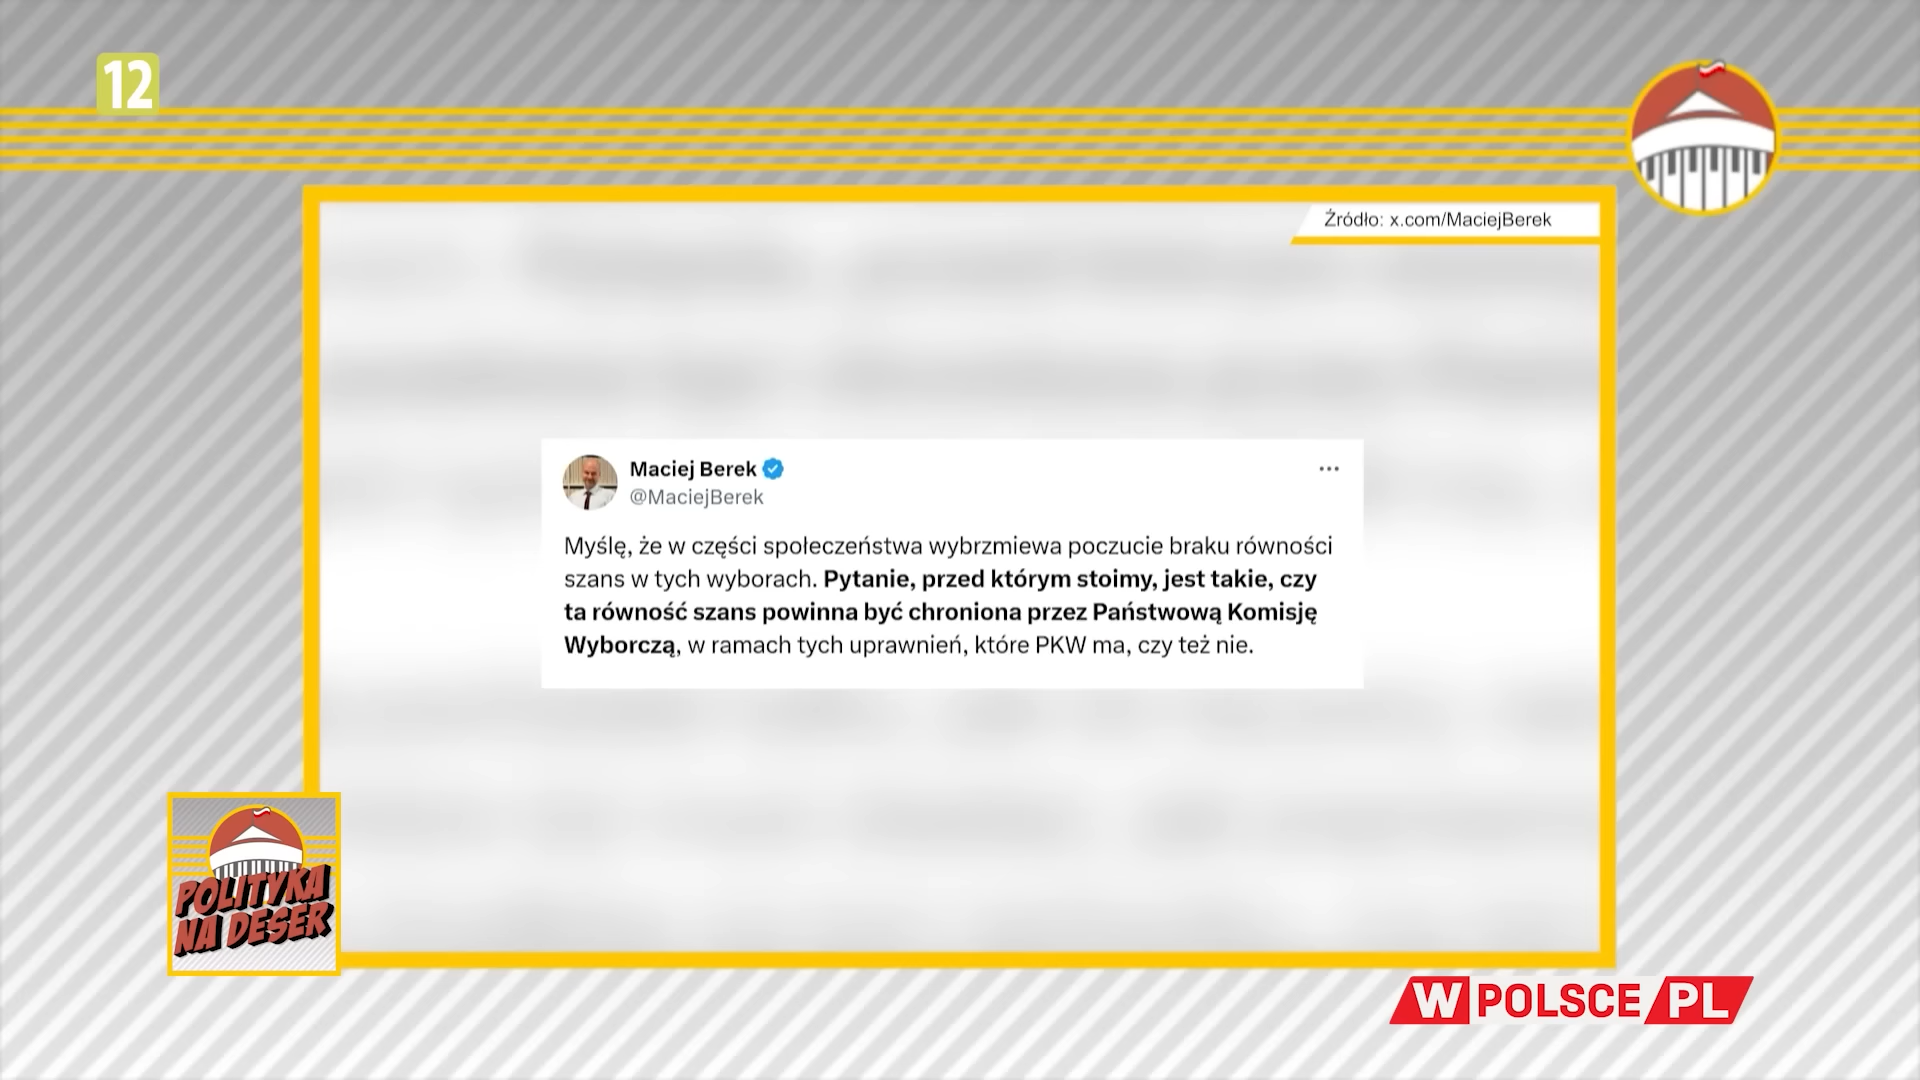 12
Źródło: x.com/MaciejBerek
Maciej Berek
@MaciejBerek
Myślę, że w części społeczeństwa wybrzmiewa poczucie braku równości
szans w tych wyborach. Pytanie, przed którym stoimy, jest takie, czy
ta równość szans powinna być chroniona przez Państwową Komisję
Wyborczą, w ramach tych uprawnień, które PKW ma, czy też nie.
POLITYKA
NA DESER
WPOLSCE PL